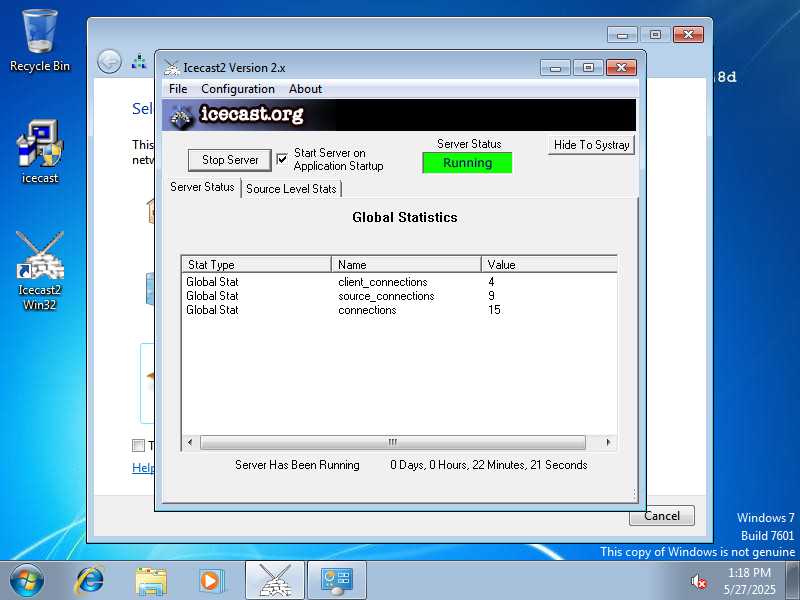 Recycle Bin
icecast
Icecast2
Win32
8d
Sel
This
netw
Help
Cancel
Icecast2 Version 2.x
File Configuration About
icecast.org
Stop Server
Start Server on
Application Startup
Server Status
Running
Hide To Systray
Server Status Source Level Stats
Global Statistics
Stat Type Name Value
Global Stat client_connections 4
Global Stat source_connections 9
Global Stat connections 15
Server Has Been Running 0 Days, 0 Hours, 22 Minutes, 21 Seconds
Windows 7
Build 7601
This copy of Windows is not genuine
1:18 PM
5/27/2025